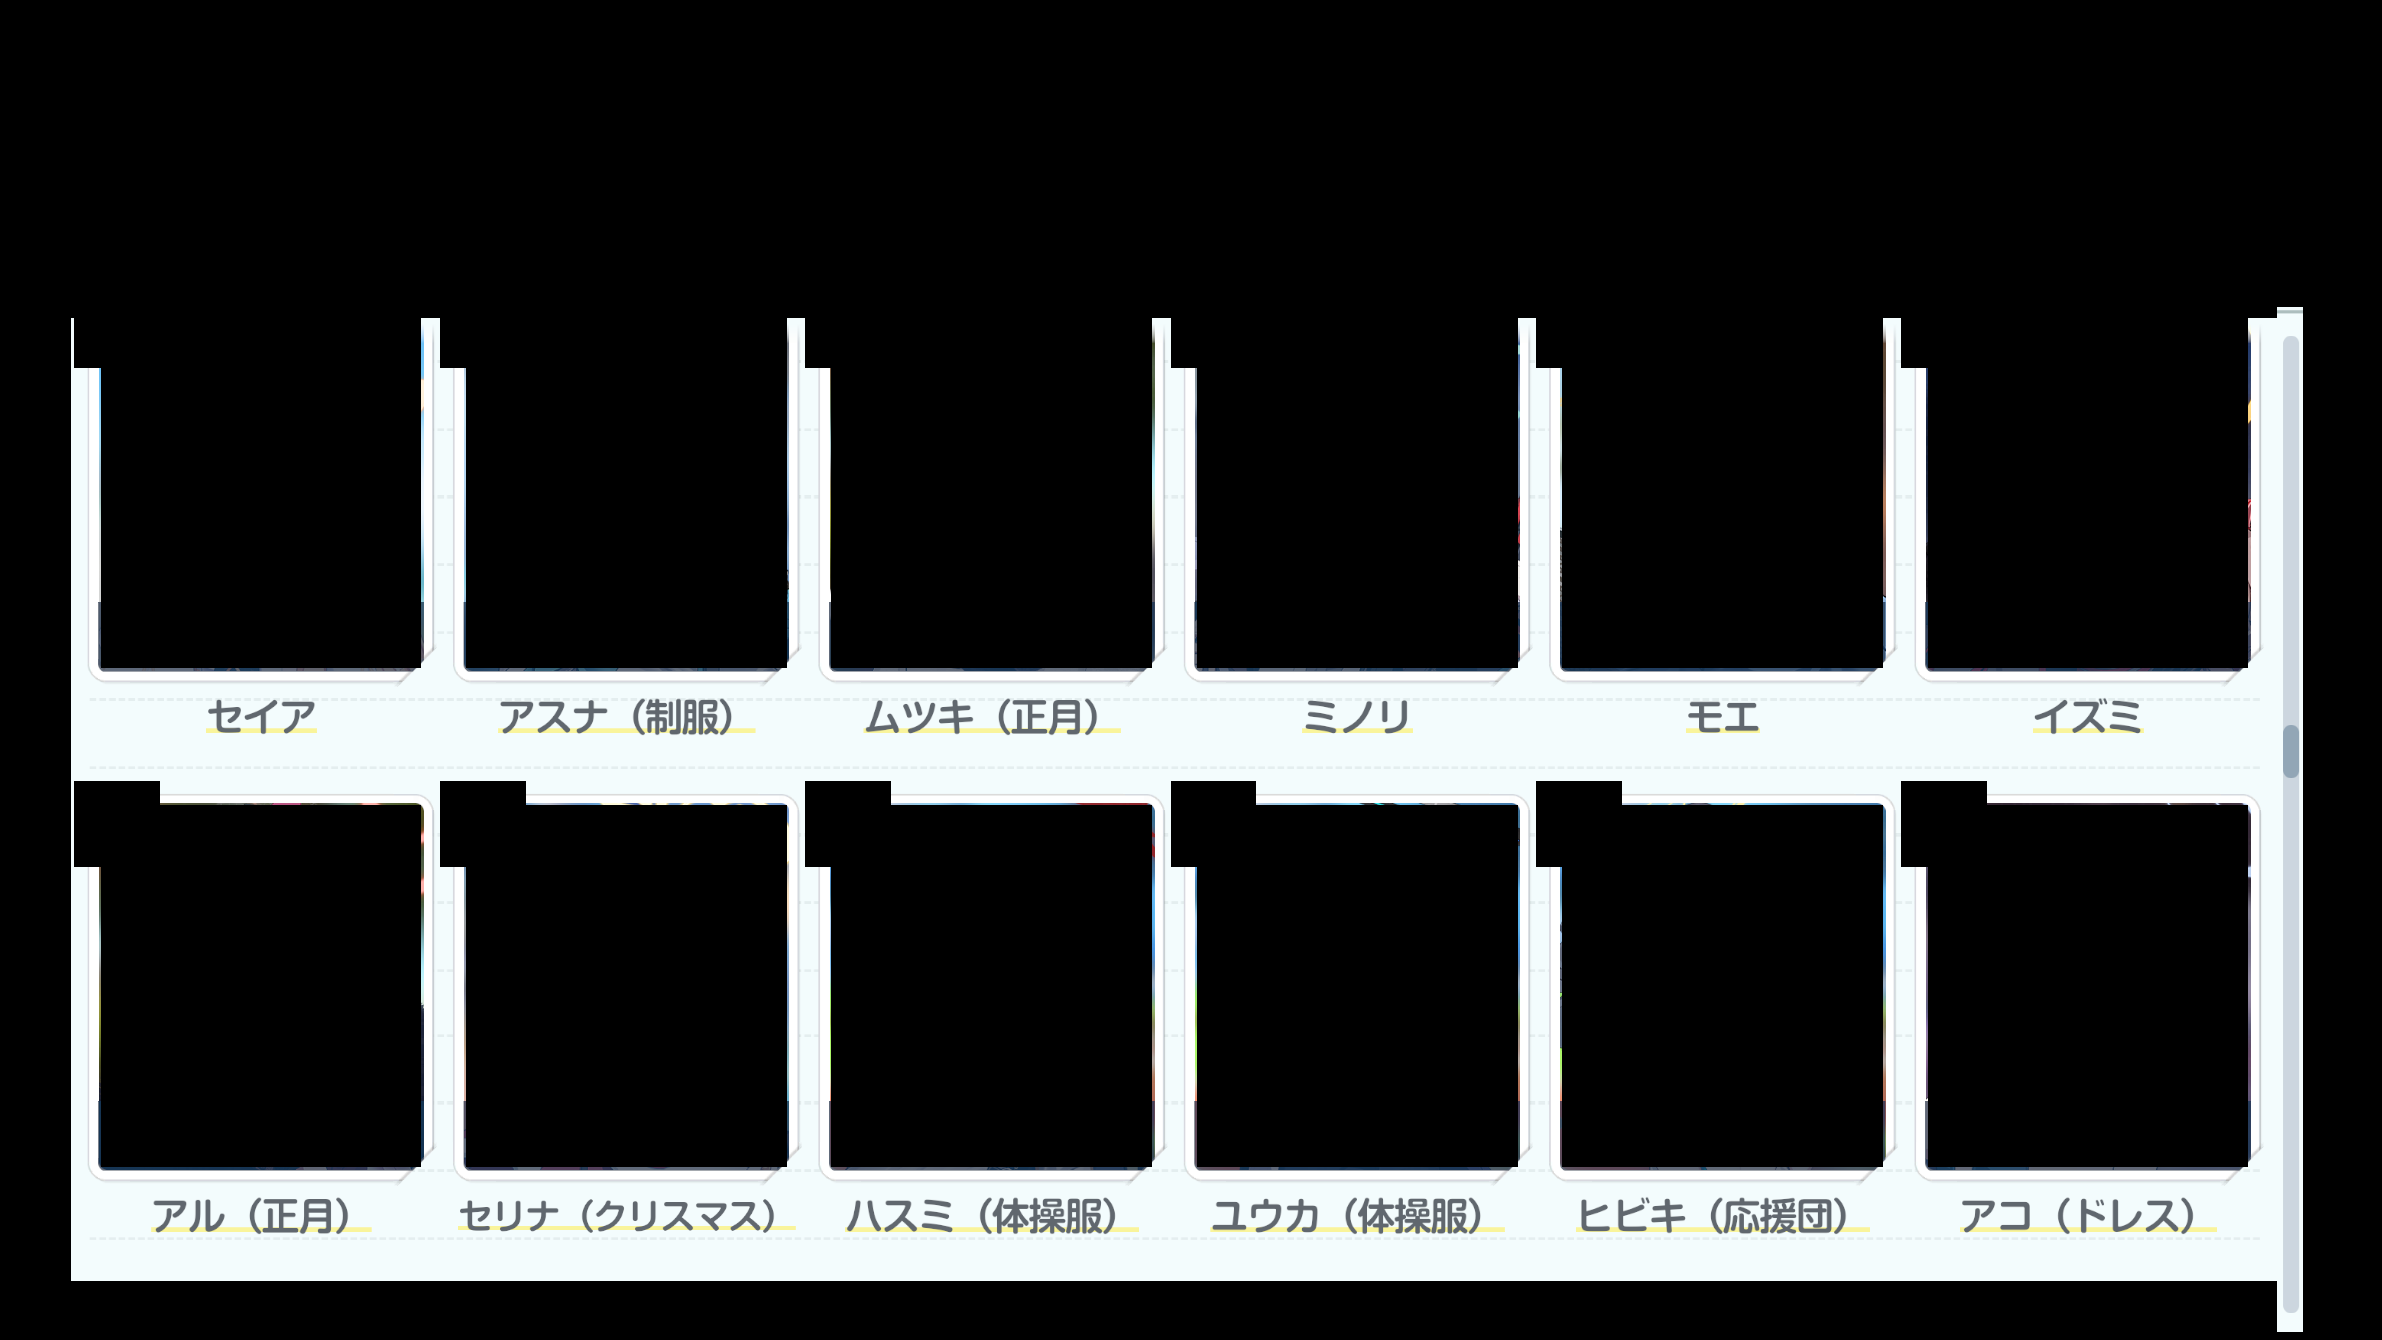 セイア
アスナ（制服）
ムツキ（正月）
ミノリ
モエ
イズミ
アル（正月）
セリナ（クリスマス）
ハスミ（体操服）
ユウカ（体操服）
ヒビキ（応援団）
アコ（ドレス）